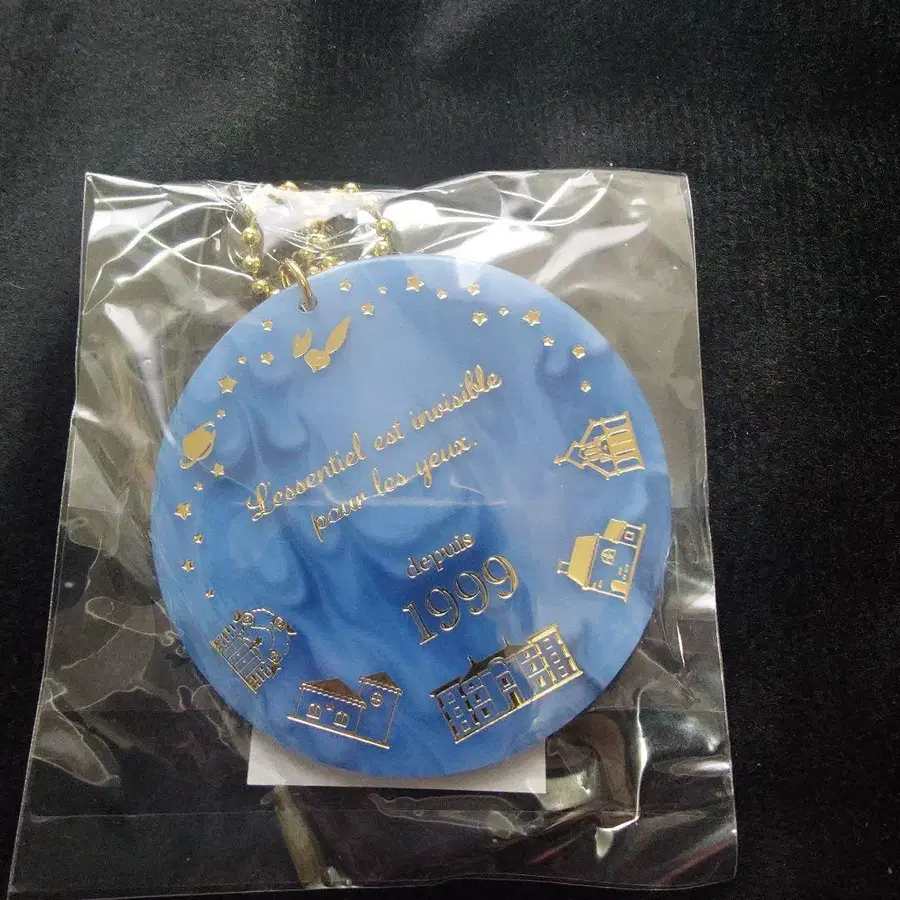 L'essentiel est invisible
pour les yeux.
depuis
1999